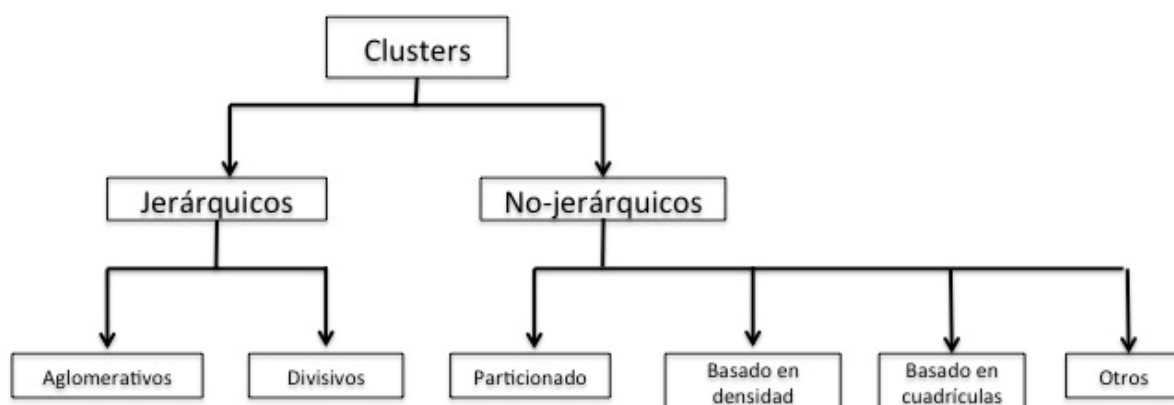 Clusters
Jerárquicos
No-jerárquicos
Aglomerativos
Divisivos
Particionado
Basado en
densidad
Basado en
cuadrículas
Otros